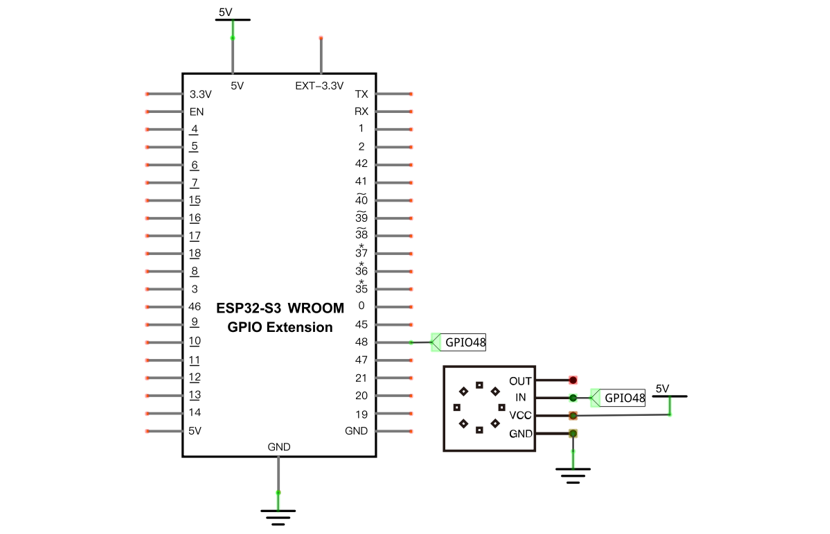 5V
5V
EXT-3.3V
3.3V
EN
4
5
6
7
15
16
17
18
8
3
46
9
10
11
12
13
14
5V
TX
RX
1
2
42
41
~
40
~
39
~
38
*
37
*
36
*
35
0
45
48
47
21
20
19
GND
ESP32-S3 WROOM
GPIO Extension
GND
GPIO48
OUT
IN
VCC
GND
GPIO48
5V